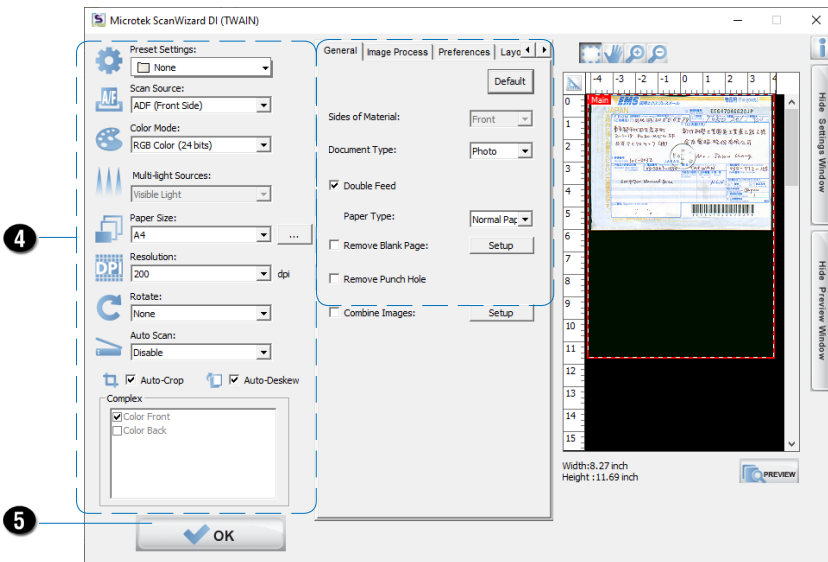 Microtek ScanWizard DI (TWAIN)
Preset Settings:
None
Scan Source:
A/F
ADF (Front Side)
Color Mode:
RGB Color (24 bits)
Multi-light Sources:
Visible Light
Paper Size:
A4
...
Resolution:
DPI
200
dpi
Rotate:
None
Auto Scan:
Disable
Auto-Crop
Auto-Deskew
Complex
Color Front
Color Back
OK
4
5
General
Image Process
Preferences
Layo
Default
Sides of Material:
Front
Document Type:
Photo
Double Feed
Paper Type:
Normal Pap
Remove Blank Page:
Setup
Remove Punch Hole
Combine Images:
Setup
-4 -3 -2 -1 0 1 2 3 4
0
1
2
3
4
5
6
7
8
9
10
11
12
13
14
15
Main
EMS
JAPAN
Width:8.27 inch
Height :11.69 inch
PREVIEW
Hide Settings Window
Hide Preview Window